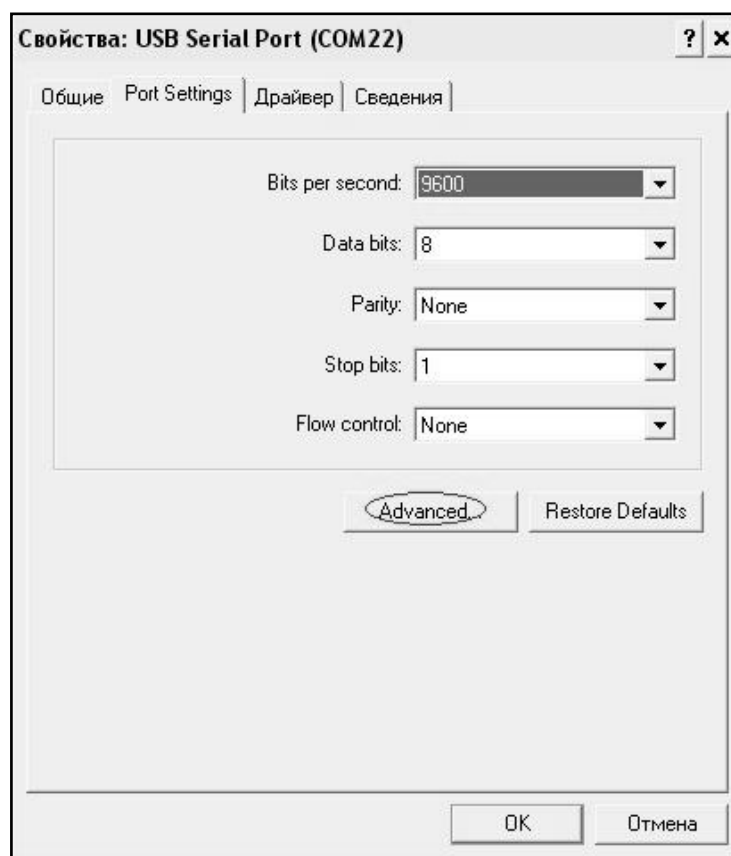 Свойства: USB Serial Port (COM22)
? ×
Общие Port Settings Драйвер Сведения
Bits per second: 9600
Data bits: 8
Parity: None
Stop bits: 1
Flow control: None
Advanced... Restore Defaults
OK Отмена